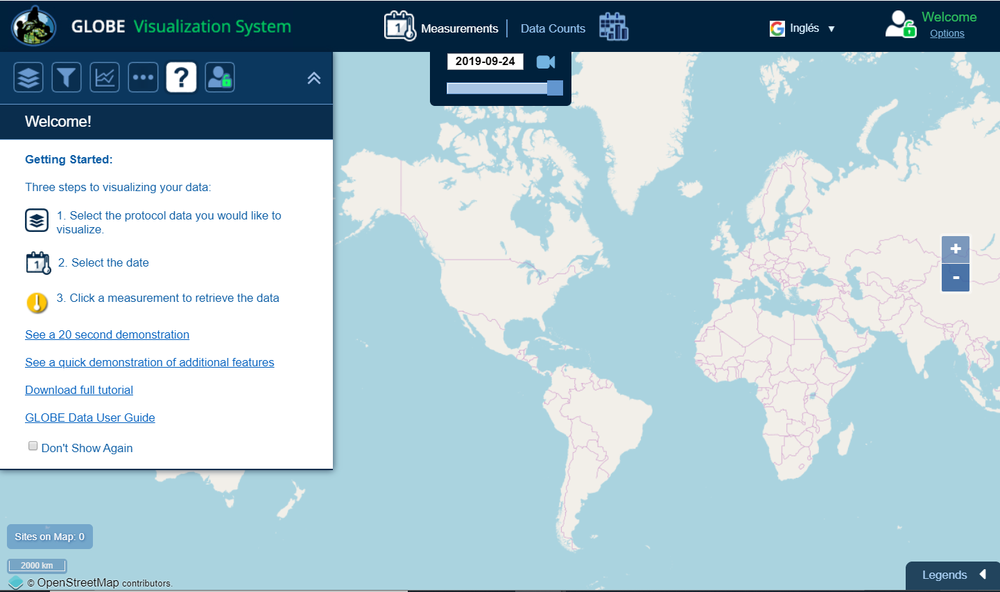 GLOBE Visualization System
1 Measurements
Data Counts
Inglés ▼
Welcome
Options
2019-09-24
?
Welcome!
Getting Started:
Three steps to visualizing your data:
1. Select the protocol data you would like to
visualize.
1
2. Select the date
3. Click a measurement to retrieve the data
See a 20 second demonstration
See a quick demonstration of additional features
Download full tutorial
GLOBE Data User Guide
Don't Show Again
+
-
Sites on Map: 0
2000 km
© OpenStreetMap contributors.
Legends